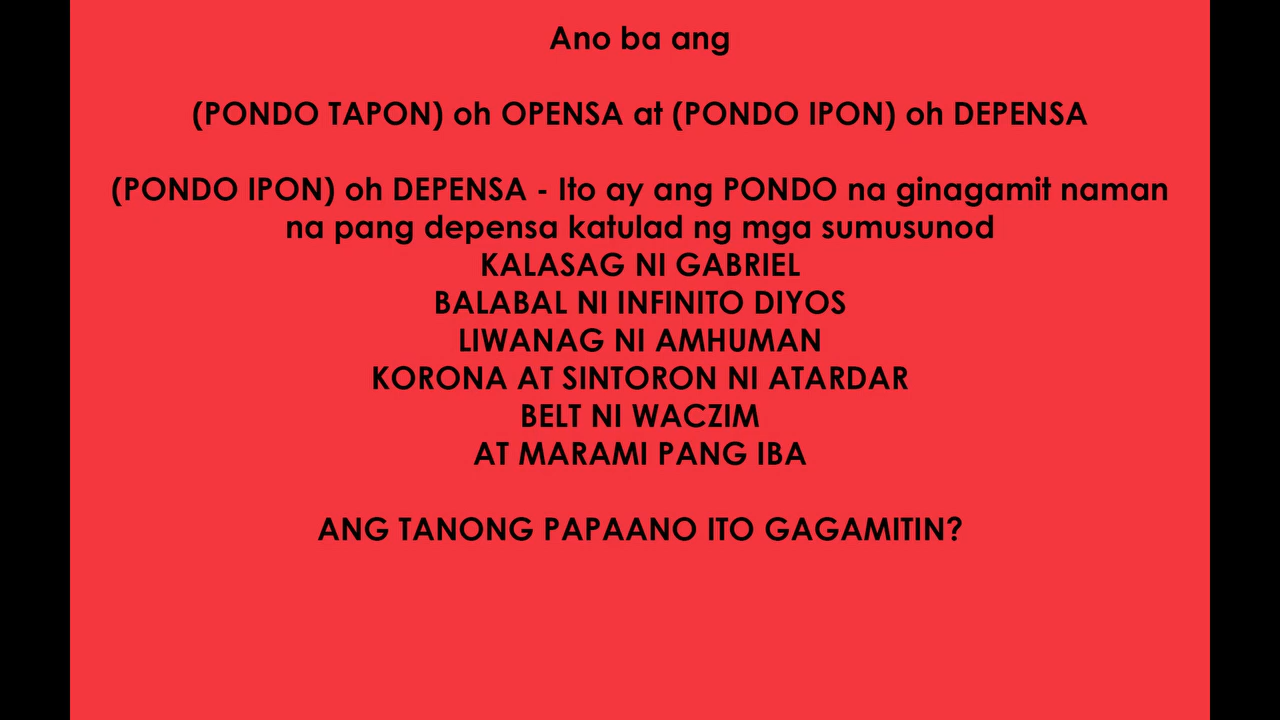 Ano ba ang
(PONDO TAPON) oh OPENSA at (PONDO IPON) oh DEPENSA
(PONDO IPON) oh DEPENSA - Ito ay ang PONDO na ginagamit naman
na pang depensa katulad ng mga sumusunod
KALASAG NI GABRIEL
BALABAL NI INFINITO DIYOS
LIWANAG NI AMHUMAN
KORONA AT SINTORON NI ATARDAR
BELT NI WACZIM
AT MARAMI PANG IBA
ANG TANONG PAPAANO ITO GAGAMITIN?